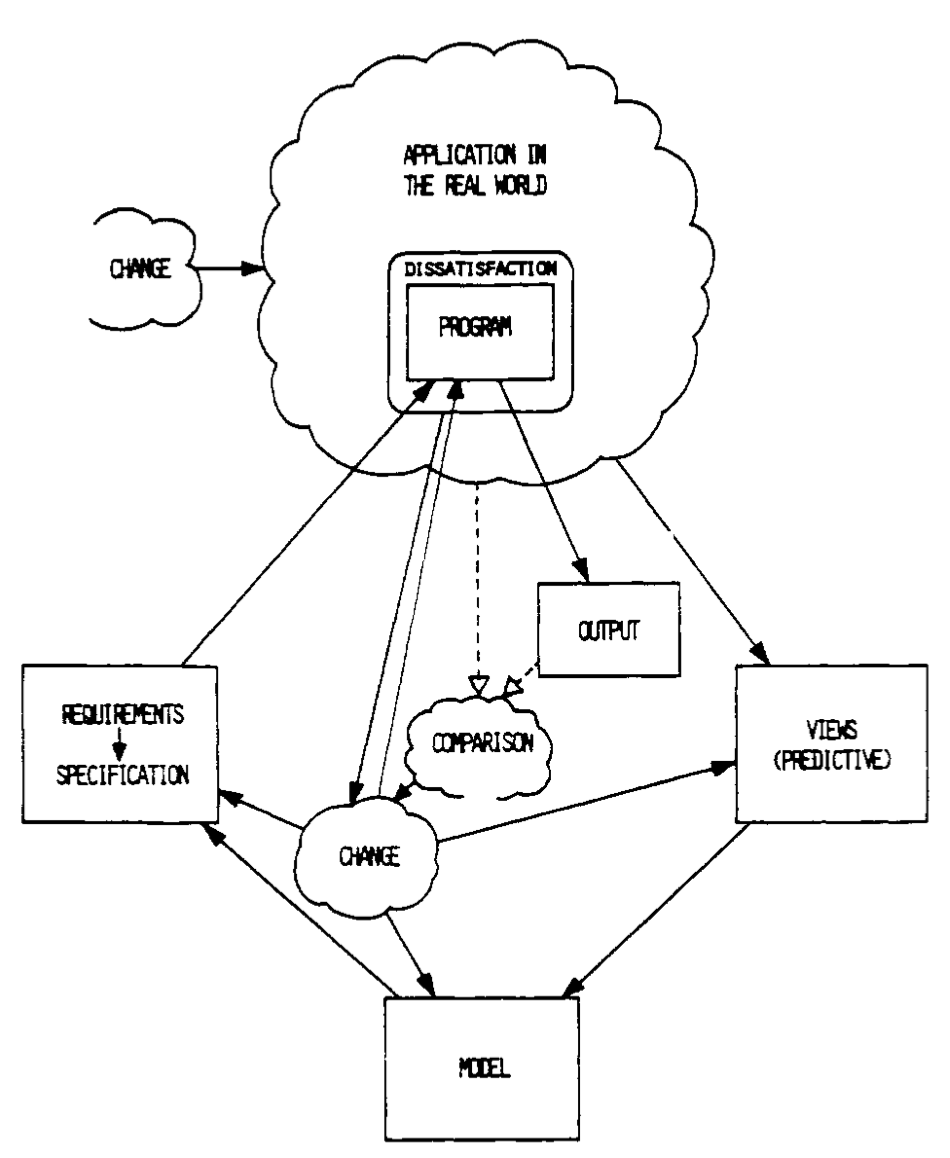 APPLICATION IN
THE REAL WORLD
CHANGE
DISSATISFACTION
PROGRAM
OUTPUT
REQUIREMENTS
SPECIFICATION
COMPARISON
VIEWS
(PREDICTIVE)
CHANGE
MODEL